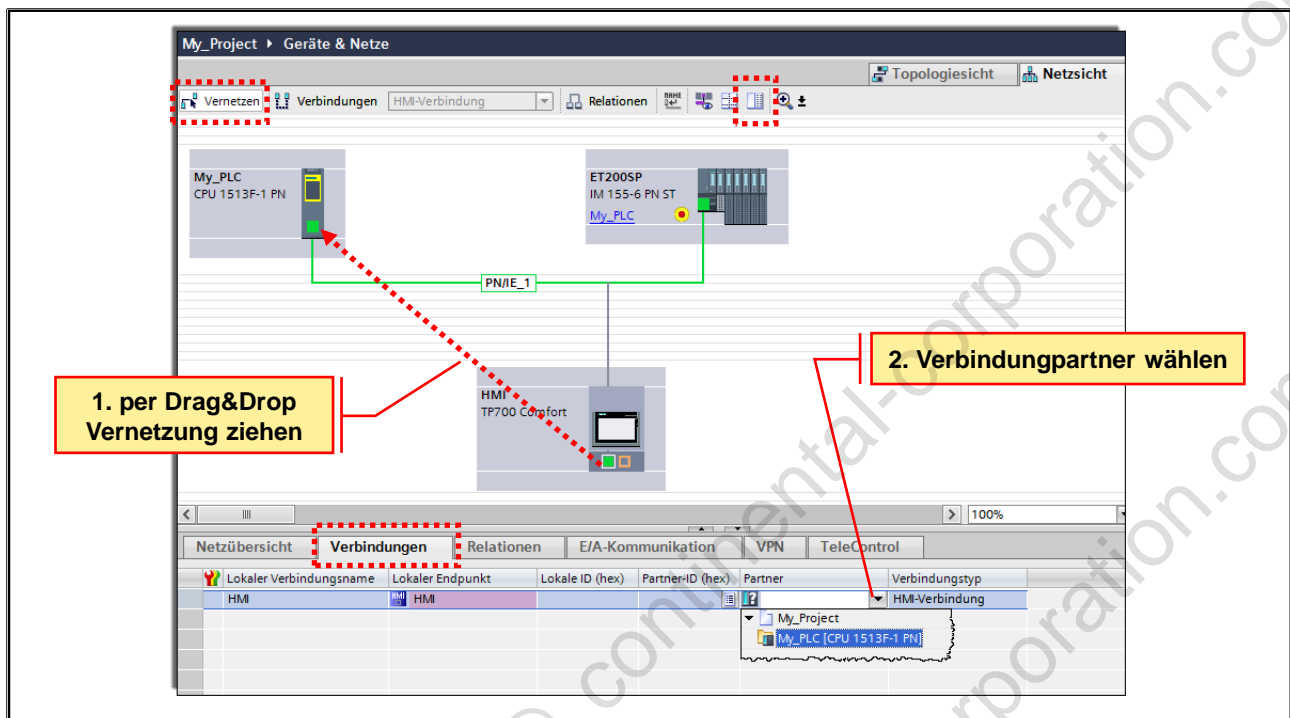 My_Project ▸ Geräte & Netze
Topologiesicht Netzsicht
Vernetzen Verbindungen HMI-Verbindung Relationen
My_PLC
CPU 1513F-1 PN
ET200SP
IM 155-6 PN ST
My_PLC
PN/IE_1
2. Verbindungpartner wählen
1. per Drag&Drop
Vernetzung ziehen
HMI
TP700 Comfort
100%
Netzübersicht Verbindungen Relationen E/A-Kommunikation VPN TeleControl
Lokaler Verbindungsname Lokaler Endpunkt Lokale ID (hex) Partner-ID (hex) Partner Verbindungstyp
HMI HMI HMI-Verbindung
My_Project
My_PLC [CPU 1513F-1 PN]
© continental-corporation.com